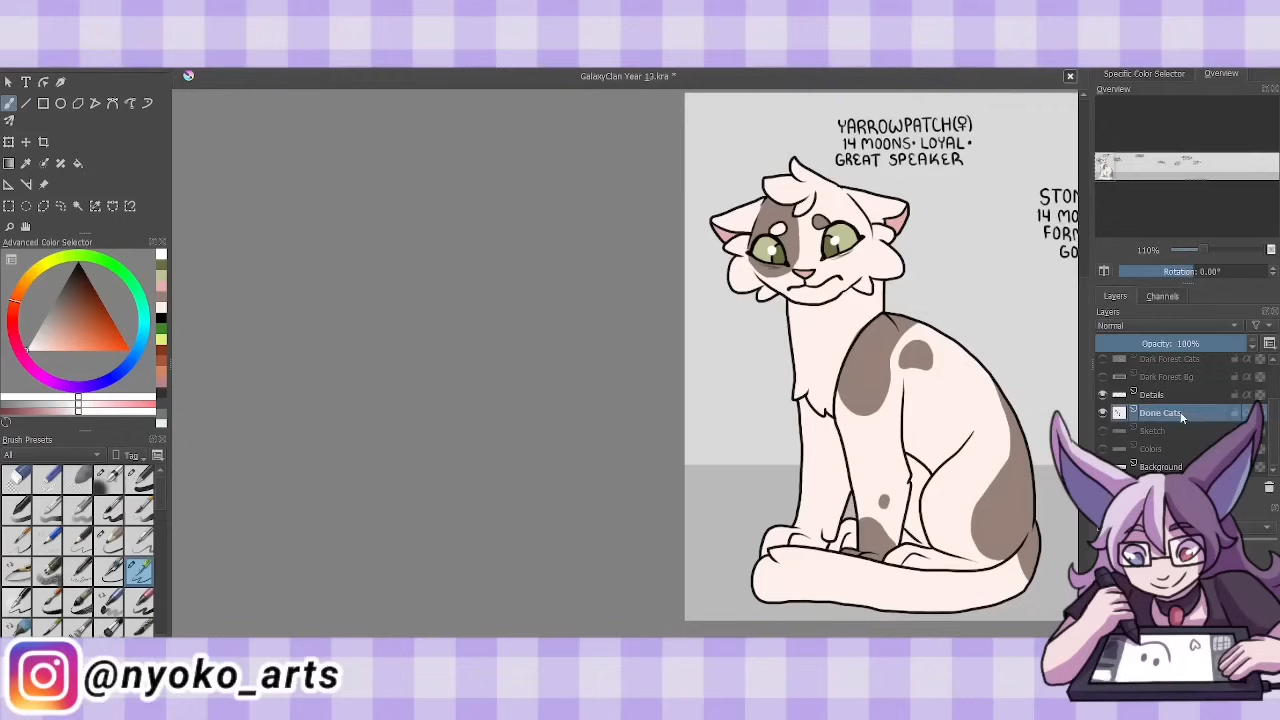 GalaxyClan Year 13.kra *
Specific Color Selector
Overview
Overview
YARROWPATCH(♀)
14 MOONS• LOYAL•
GREAT SPEAKER
STON
14 MO
FORM
GO
110%
Rotation: 0.00°
Advanced Color Selector
Layers
Channels
Layers
Normal
Opacity: 100%
Dark Forest Cats
Dark Forest Bg
Details
Done Cats
Sketch
Colors
Background
Brush Presets
All
Tag
@nyoko_arts